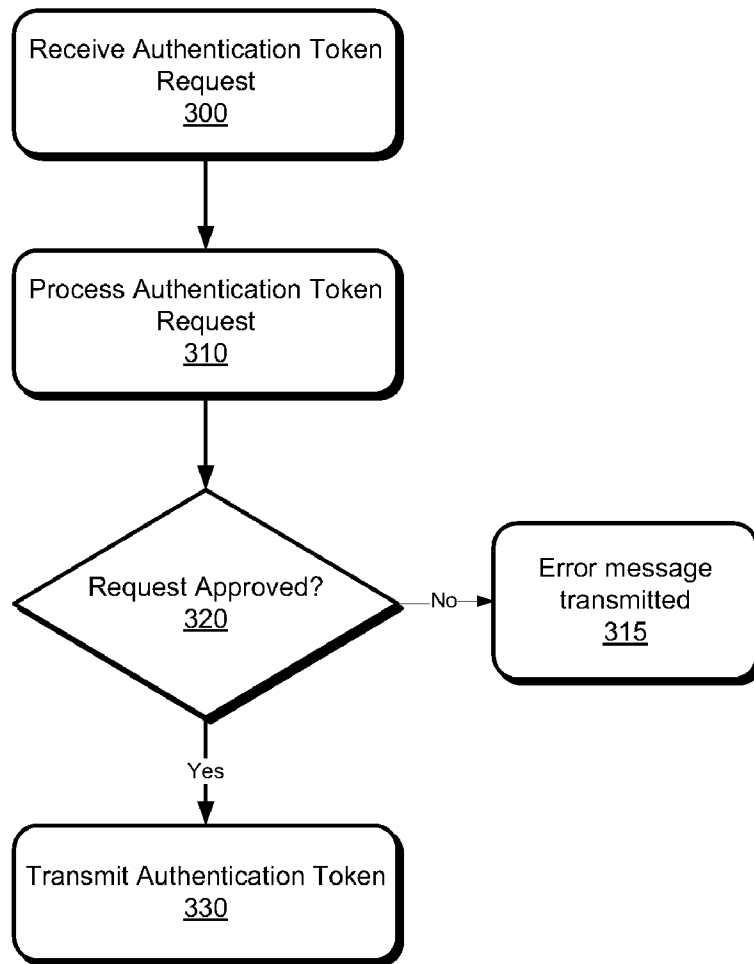 Receive Authentication Token
Request
300
Process Authentication Token
Request
310
Request Approved?
320
No
Error message
transmitted
315
Yes
Transmit Authentication Token
330